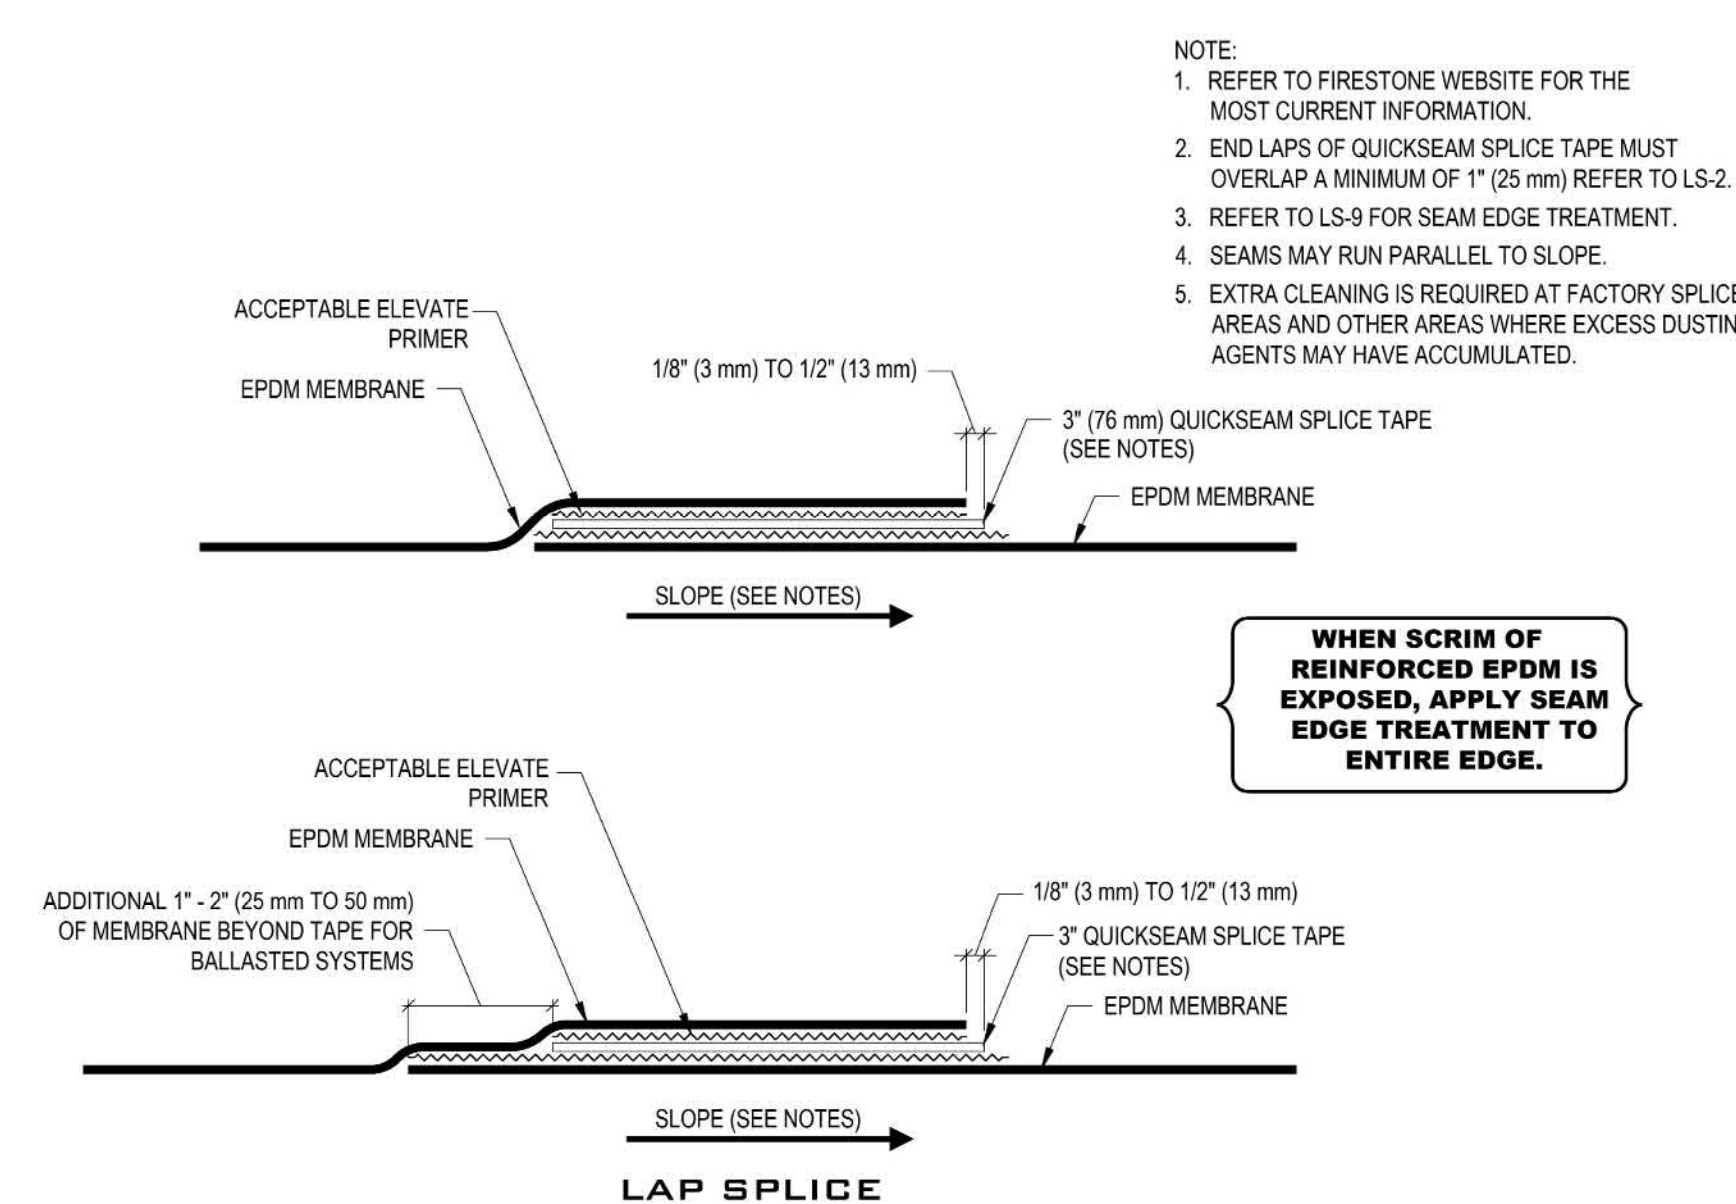 NOTE:
1. REFER TO FIRESTONE WEBSITE FOR THE
MOST CURRENT INFORMATION.
2. END LAPS OF QUICKSEAM SPLICE TAPE MUST
OVERLAP A MINIMUM OF 1" (25 mm) REFER TO LS-2.
3. REFER TO LS-9 FOR SEAM EDGE TREATMENT.
4. SEAMS MAY RUN PARALLEL TO SLOPE.
5. EXTRA CLEANING IS REQUIRED AT FACTORY SPLICE
AREAS AND OTHER AREAS WHERE EXCESS DUSTIN
AGENTS MAY HAVE ACCUMULATED.
ACCEPTABLE ELEVATE
PRIMER
EPDM MEMBRANE
1/8" (3 mm) TO 1/2" (13 mm)
3" (76 mm) QUICKSEAM SPLICE TAPE
(SEE NOTES)
EPDM MEMBRANE
SLOPE (SEE NOTES)
WHEN SCRIM OF
REINFORCED EPDM IS
EXPOSED, APPLY SEAM
EDGE TREATMENT TO
ENTIRE EDGE.
ACCEPTABLE ELEVATE
PRIMER
EPDM MEMBRANE
ADDITIONAL 1" - 2" (25 mm TO 50 mm)
OF MEMBRANE BEYOND TAPE FOR
BALLASTED SYSTEMS
1/8" (3 mm) TO 1/2" (13 mm)
3" QUICKSEAM SPLICE TAPE
(SEE NOTES)
EPDM MEMBRANE
SLOPE (SEE NOTES)
LAP SPLICE